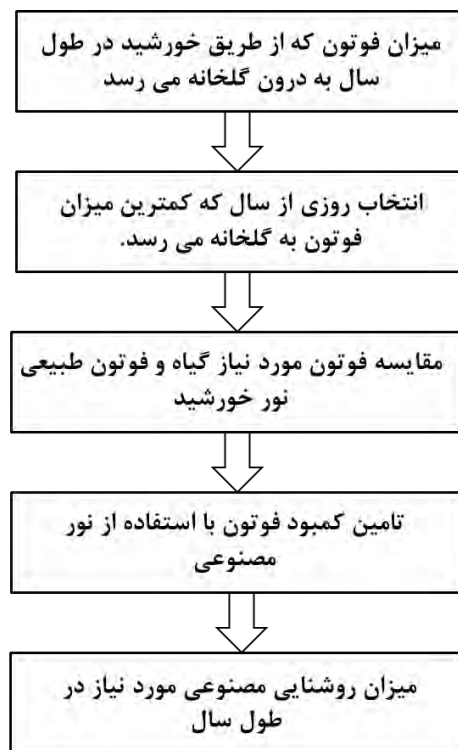 میزان فوتون که از طریق خورشید در طول
سال به درون گلخانه می رسد
انتخاب روزی از سال که کمترین میزان
فوتون به گلخانه می رسد.
مقایسه فوتون مورد نیاز گیاه و فوتون طبیعی
نور خورشید
تامین کمبود فوتون با استفاده از نور
مصنوعی
میزان روشنایی مصنوعی مورد نیاز در
طول سال